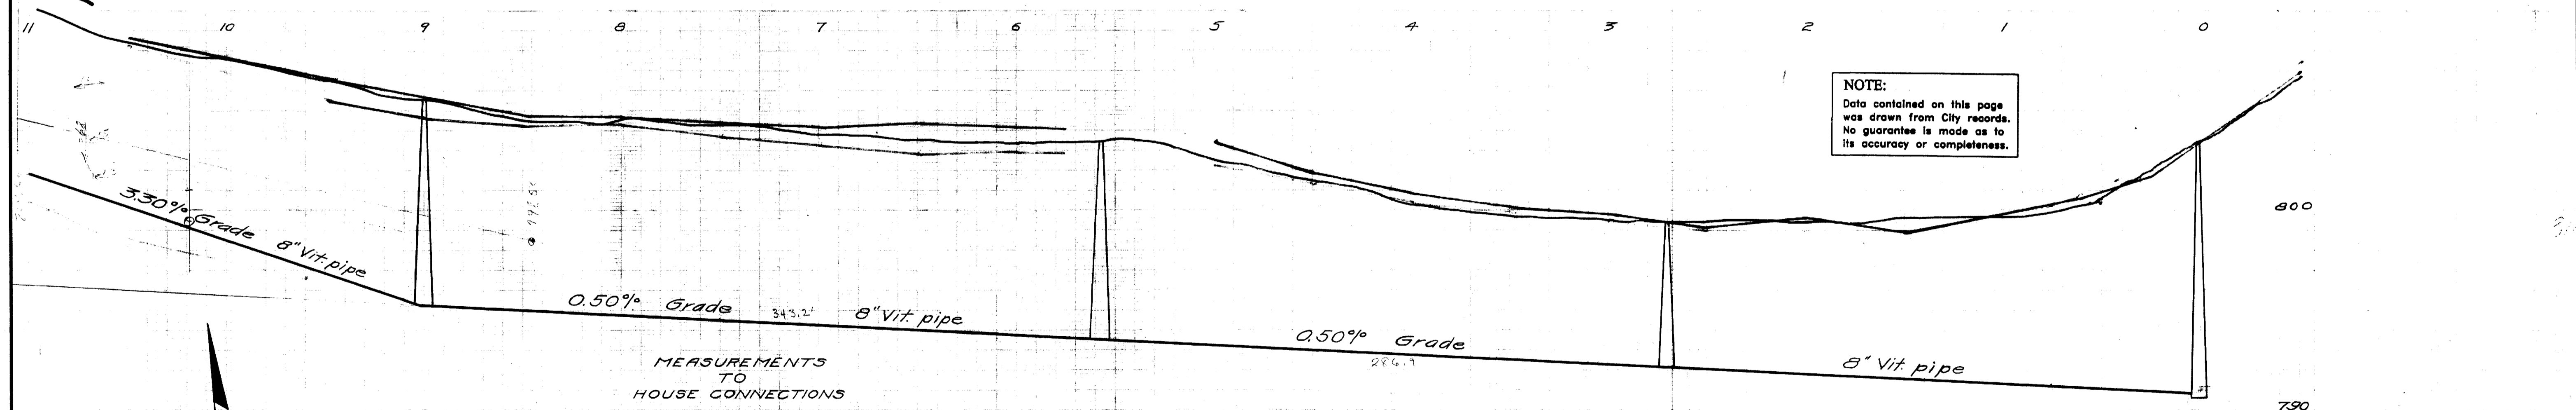 11 10 9 8 7 6 5 4 3 2 1 0
NOTE:
Data contained on this page
was drawn from City records.
No guarantee is made as to
its accuracy or completeness.
800
3.30% Grade 8" Vit. pipe
0.50% Grade 343.2' 8" Vit. pipe
0.50% Grade
286.9
8" Vit. pipe
790
MEASUREMENTS
TO
HOUSE CONNECTIONS